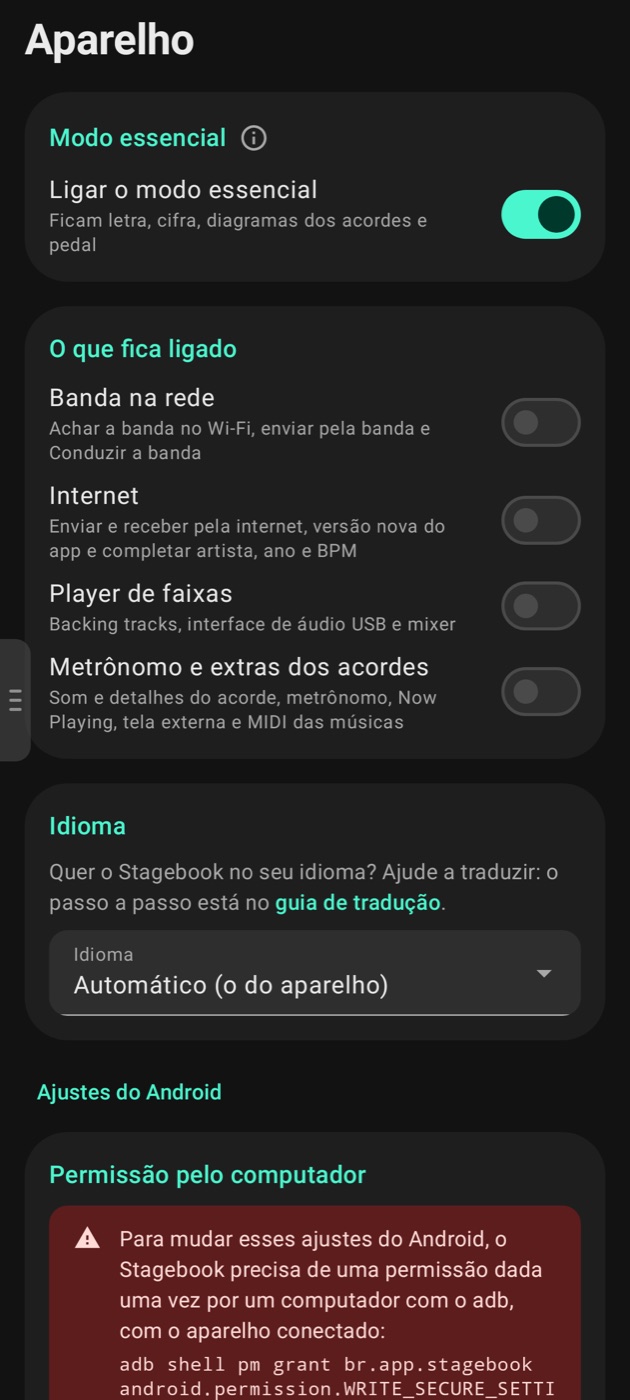 Aparelho
Modo essencial
Ligar o modo essencial
Ficam letra, cifra, diagramas dos acordes e
pedal
O que fica ligado
Banda na rede
Achar a banda no Wi-Fi, enviar pela banda e
Conduzir a banda
Internet
Enviar e receber pela internet, versão nova do
app e completar artista, ano e BPM
Player de faixas
Backing tracks, interface de áudio USB e mixer
Metrônomo e extras dos acordes
Som e detalhes do acorde, metrônomo, Now
Playing, tela externa e MIDI das músicas
Idioma
Quer o Stagebook no seu idioma? Ajude a traduzir: o
passo a passo está no guia de tradução.
Idioma
Automático (o do aparelho)
Ajustes do Android
Permissão pelo computador
Para mudar esses ajustes do Android, o
Stagebook precisa de uma permissão dada
uma vez por um computador com o adb,
com o aparelho conectado:
adb shell pm grant br.app.stagebook
android.permission.WRITE_SECURE_SETTI